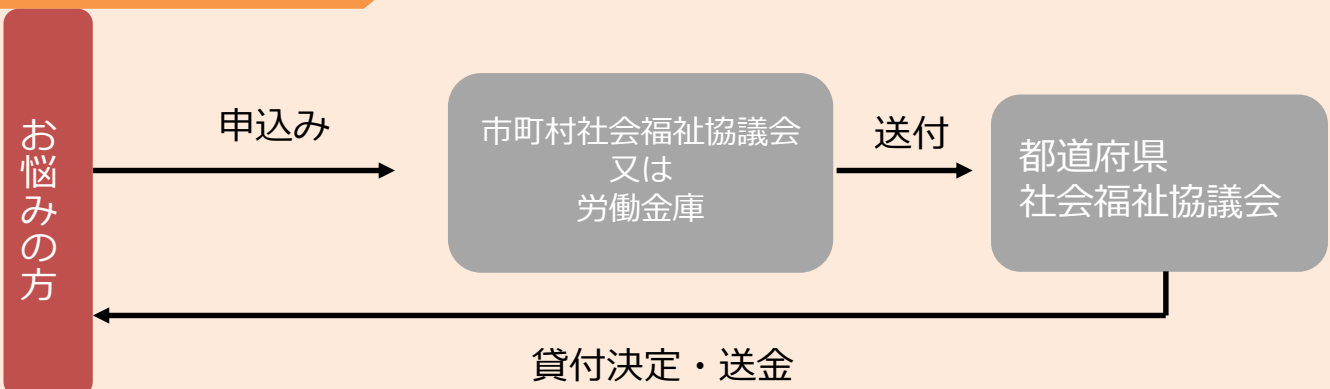 お悩みの方
申込み
市町村社会福祉協議会
又は
労働金庫
送付
都道府県
社会福祉協議会
貸付決定・送金